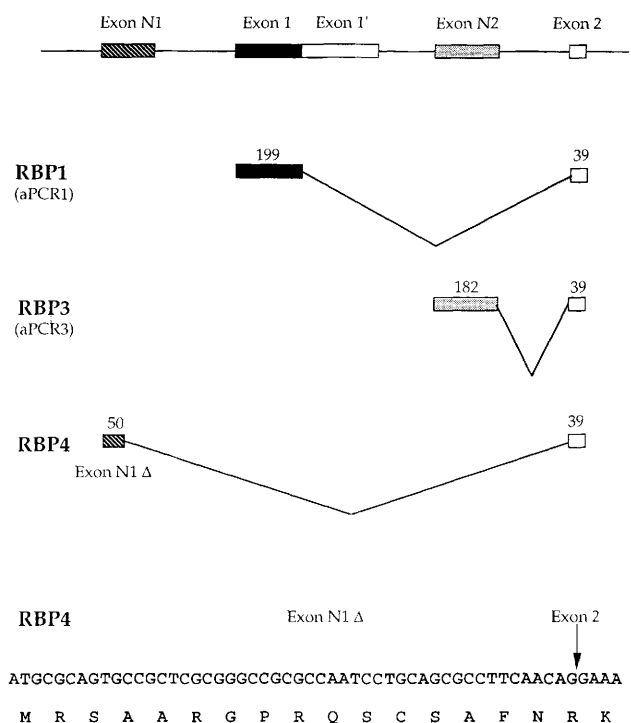 Exon N1 Exon 1 Exon 1' Exon N2 Exon 2
199 39
RBP1
(aPCR1)
182 39
RBP3
(aPCR3)
50 39
RBP4
Exon N1 Δ
RBP4 Exon N1 Δ Exon 2
ATGCGCAGTGCCGCTCGCGGGCCGCGCCAATCCTGCAGCGCCTTCAACAGGAAA
M R S A A R G P R Q S C S A F N R K